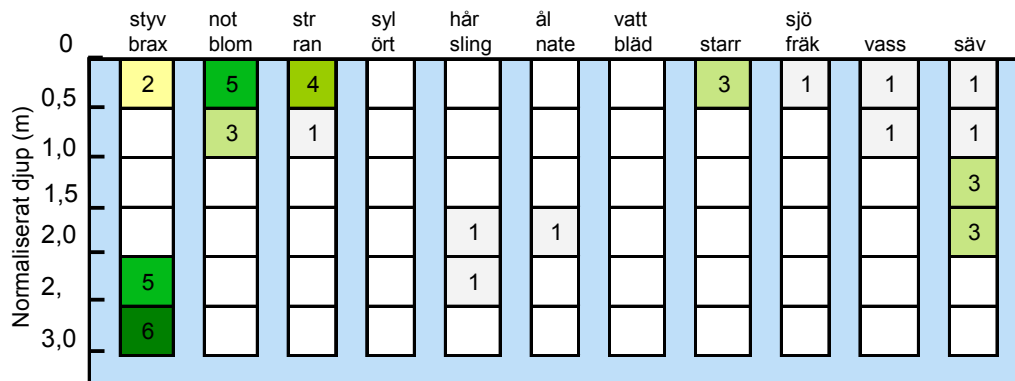 styv not str syl hår ål vatt sjö
brax blom ran ört sling nate bläd starr fräk vass säv
0
2 5 4 3 1 1 1
0,5
3 1 1 1
1,0
3
1,5
1 1 3
2,0
5 1
2,
6
3,0
Normaliserat djup (m)